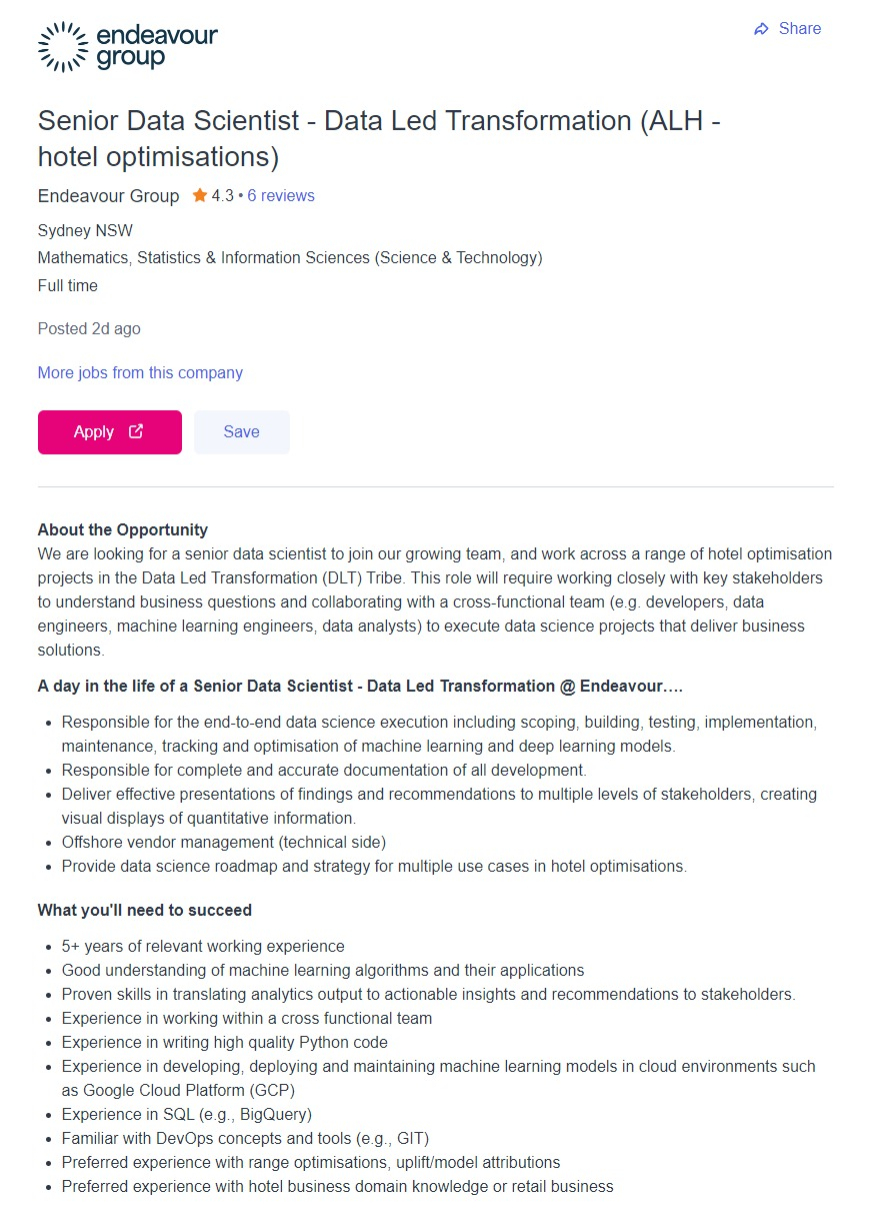 endeavour
group
Share
Senior Data Scientist - Data Led Transformation (ALH -
hotel optimisations)
Endeavour Group 4.3 • 6 reviews
Sydney NSW
Mathematics, Statistics & Information Sciences (Science & Technology)
Full time
Posted 2d ago
More jobs from this company
Apply
Save
About the Opportunity
We are looking for a senior data scientist to join our growing team, and work across a range of hotel optimisation
projects in the Data Led Transformation (DLT) Tribe. This role will require working closely with key stakeholders
to understand business questions and collaborating with a cross-functional team (e.g. developers, data
engineers, machine learning engineers, data analysts) to execute data science projects that deliver business
solutions.
A day in the life of a Senior Data Scientist - Data Led Transformation @ Endeavour….
• Responsible for the end-to-end data science execution including scoping, building, testing, implementation,
maintenance, tracking and optimisation of machine learning and deep learning models.
• Responsible for complete and accurate documentation of all development.
• Deliver effective presentations of findings and recommendations to multiple levels of stakeholders, creating
visual displays of quantitative information.
• Offshore vendor management (technical side)
• Provide data science roadmap and strategy for multiple use cases in hotel optimisations.
What you'll need to succeed
• 5+ years of relevant working experience
• Good understanding of machine learning algorithms and their applications
• Proven skills in translating analytics output to actionable insights and recommendations to stakeholders.
• Experience in working within a cross functional team
• Experience in writing high quality Python code
• Experience in developing, deploying and maintaining machine learning models in cloud environments such
as Google Cloud Platform (GCP)
• Experience in SQL (e.g., BigQuery)
• Familiar with DevOps concepts and tools (e.g., GIT)
• Preferred experience with range optimisations, uplift/model attributions
• Preferred experience with hotel business domain knowledge or retail business